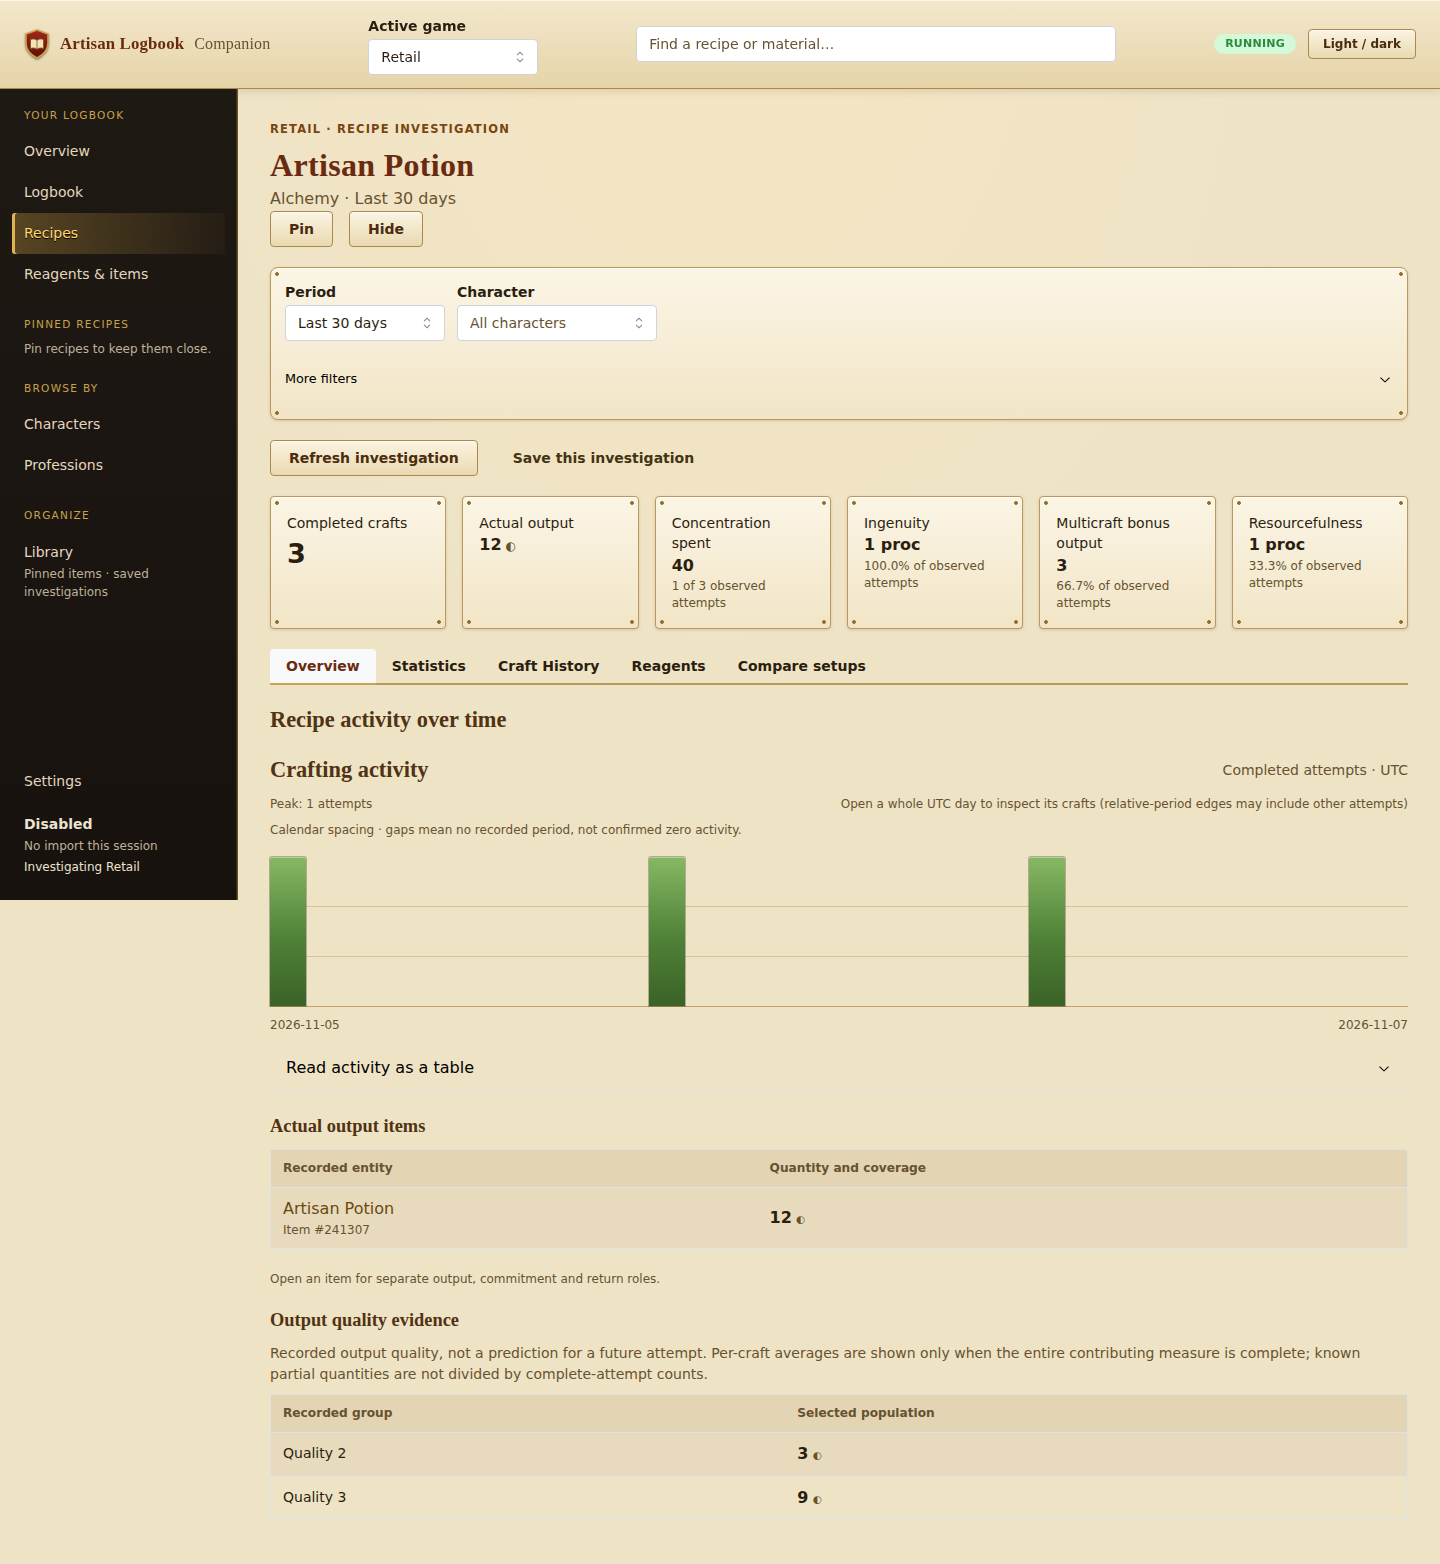 Artisan Logbook Companion
Active game
Retail
Find a recipe or material...
RUNNING
Light / dark
YOUR LOGBOOK
Overview
Logbook
Recipes
Reagents & items
PINNED RECIPES
Pin recipes to keep them close.
BROWSE BY
Characters
Professions
ORGANIZE
Library
Pinned items · saved
investigations
Settings
Disabled
No import this session
Investigating Retail
RETAIL · RECIPE INVESTIGATION
Artisan Potion
Alchemy · Last 30 days
Pin
Hide
Period
Character
Last 30 days
All characters
More filters
Refresh investigation
Save this investigation
Completed crafts
3
Actual output
12
Concentration
spent
40
1 of 3 observed
attempts
Ingenuity
1 proc
100.0% of observed
attempts
Multicraft bonus
output
3
66.7% of observed
attempts
Resourcefulness
1 proc
33.3% of observed
attempts
Overview
Statistics
Craft History
Reagents
Compare setups
Recipe activity over time
Crafting activity
Completed attempts · UTC
Peak: 1 attempts
Open a whole UTC day to inspect its crafts (relative-period edges may include other attempts)
Calendar spacing · gaps mean no recorded period, not confirmed zero activity.
2026-11-05
2026-11-07
Read activity as a table
Actual output items
Recorded entity
Quantity and coverage
Artisan Potion
Item #241307
12
Open an item for separate output, commitment and return roles.
Output quality evidence
Recorded output quality, not a prediction for a future attempt. Per-craft averages are shown only when the entire contributing measure is complete; known
partial quantities are not divided by complete-attempt counts.
Recorded group
Selected population
Quality 2
3
Quality 3
9